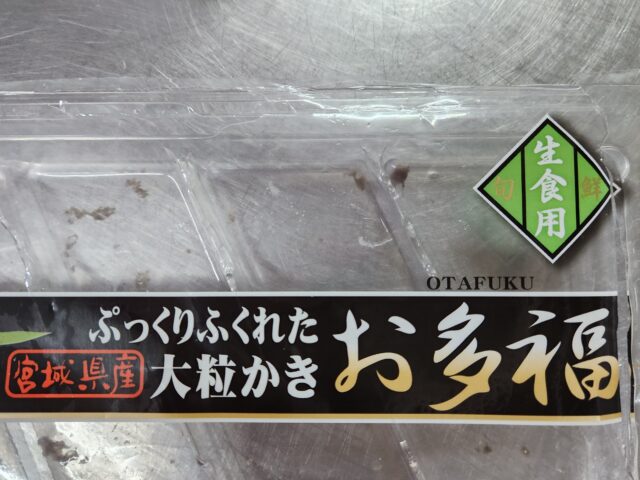 旬
生食用
鮮
OTAFUKU
ぷっくりふくれた
宮城県産
大粒かき
お多福